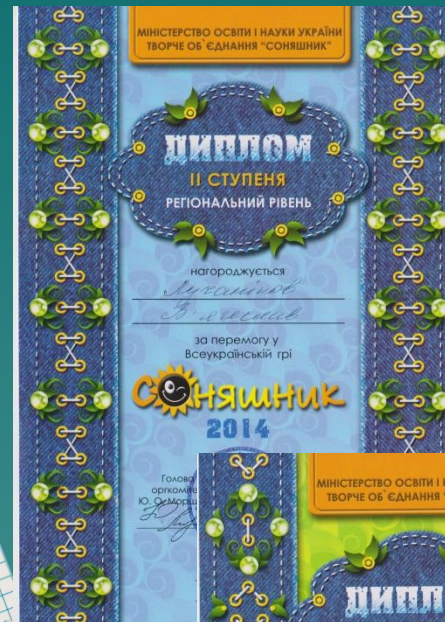 МІНІСТЕРСТВО ОСВІТИ І НАУКИ УКРАЇНИ
ТВОРЧЕ ОБ`ЄДНАННЯ "СОНЯШНИК"
ДИПЛОМ
ІІ СТУПЕНЯ
РЕГІОНАЛЬНИЙ РІВЕНЬ
нагороджується
В'ячеслав
за перемогу у
Всеукраїнській грі
СОНЯШНИК
2014
Голова
Ю. О.
МІНІСТЕРСТВО ОСВІТИ І
ТВОРЧЕ ОБ`ЄДНАННЯ
ДИПЛ